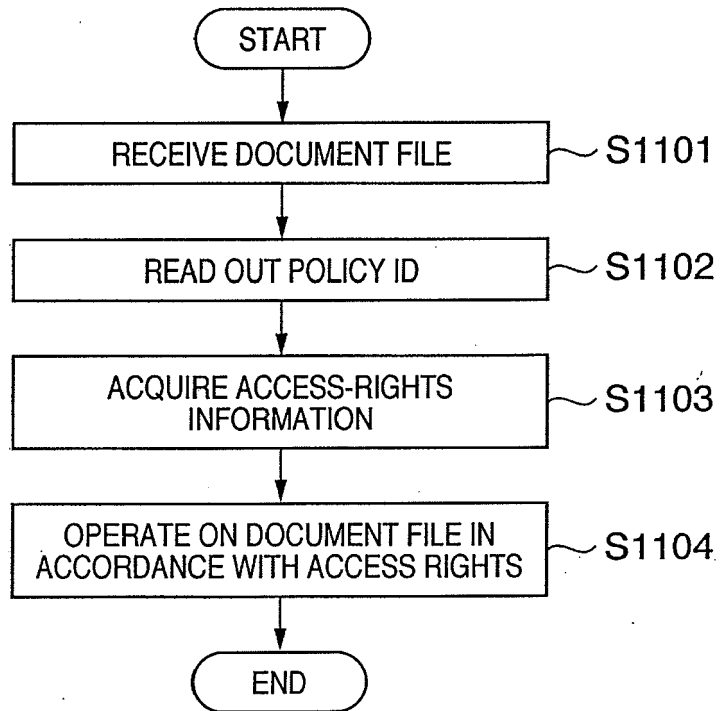 START
RECEIVE DOCUMENT FILE
S1101
READ OUT POLICY ID
S1102
ACQUIRE ACCESS-RIGHTS
INFORMATION
S1103
OPERATE ON DOCUMENT FILE IN
ACCORDANCE WITH ACCESS RIGHTS
S1104
END